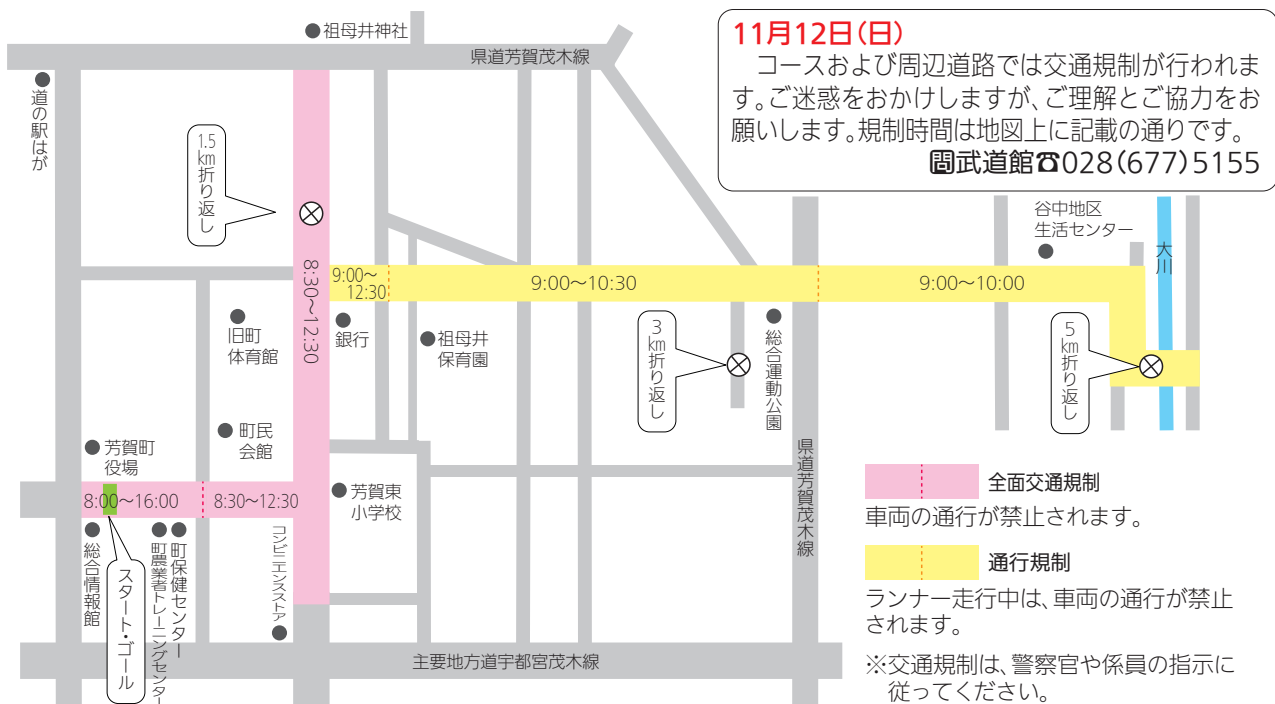 11月12日(日)
コースおよび周辺道路では交通規制が行われま
す。ご迷惑をおかけしますが、ご理解とご協力をお
願いします。規制時間は地図上に記載の通りです。
問武道館☎028(677)5155
祖母井神社
県道芳賀茂木線
道の駅はが
1.5km折り返し
谷中地区
生活センター
大川
8:30〜12:30
9:00〜
12:30
9:00〜10:30
9:00〜10:00
旧町
体育館
銀行
祖母井
保育園
3km折り返し
総合運動公園
5km折り返し
町民
会館
芳賀町
役場
県道芳賀茂木線
8:00〜16:00
8:30〜12:30
芳賀東
小学校
総合情報館
スタート・ゴール
町農業者トレーニングセンター
町保健センター
コンビニエンスストア
主要地方道宇都宮茂木線
全面交通規制
車両の通行が禁止されます。
通行規制
ランナー走行中は、車両の通行が禁止
されます。
※交通規制は、警察官や係員の指示に
従ってください。